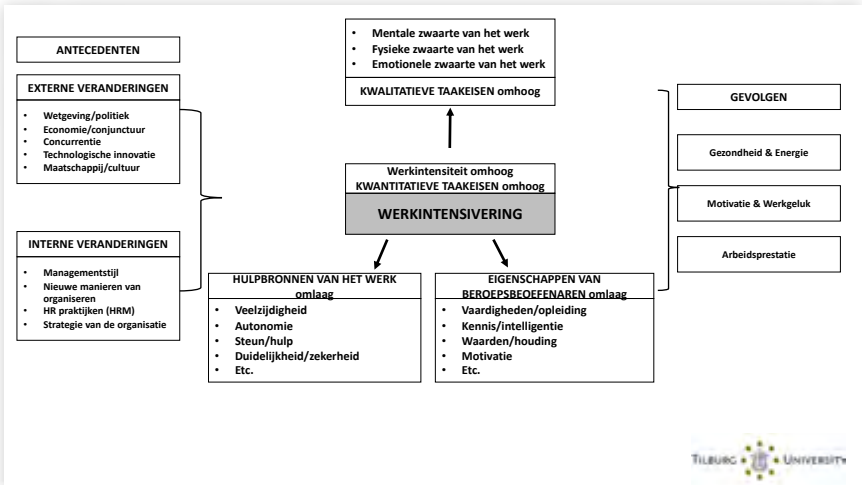 ANTECEDENTEN
EXTERNE VERANDERINGEN
• Wetgeving/politiek
• Economie/conjunctuur
• Concurrentie
• Technologische innovatie
• Maatschappij/cultuur
INTERNE VERANDERINGEN
• Managementstijl
• Nieuwe manieren van
organiseren
• HR praktijken (HRM)
• Strategie van de organisatie
• Mentale zwaarte van het werk
• Fysieke zwaarte van het werk
• Emotionele zwaarte van het werk
KWALITATIEVE TAAKEISEN omhoog
Werkintensiteit omhoog
KWANTITATIEVE TAAKEISEN omhoog
WERKINTENSIVERING
HULPBRONNEN VAN HET WERK
omlaag
• Veelzijdigheid
• Autonomie
• Steun/hulp
• Duidelijkheid/zekerheid
• Etc.
EIGENSCHAPPEN VAN
BEROEPSBEOEFENAREN omlaag
• Vaardigheden/opleiding
• Kennis/intelligentie
• Waarden/houding
• Motivatie
• Etc.
GEVOLGEN
Gezondheid & Energie
Motivatie & Werkgeluk
Arbeidsprestatie
TILBURG UNIVERSITY